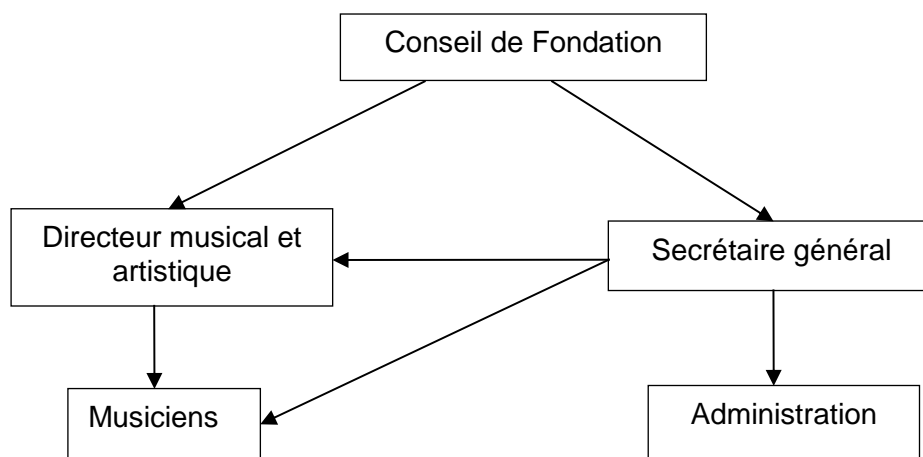 Conseil de Fondation
Directeur musical et
artistique
Secrétaire général
Musiciens
Administration